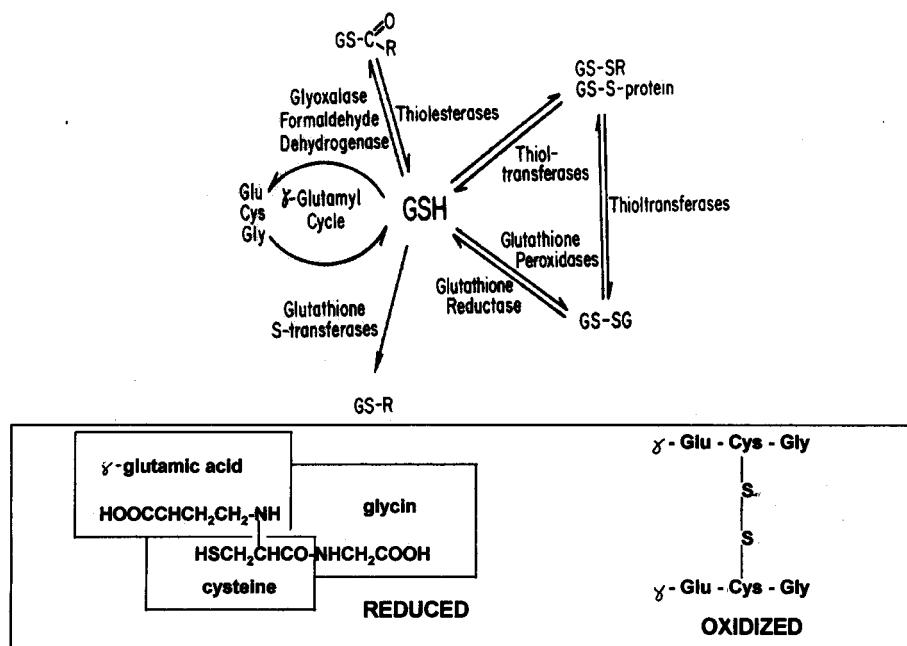 GS-C
O
R
GS-SR
GS-S-protein
Glyoxalase
Formaldehyde
Dehydrogenase
Thiolesterases
Thiol-
transferases
Glu
Cys
Gly
ɤ-Glutamyl
Cycle
GSH
Thioltransferases
Glutathione
Peroxidases
Glutathione
Reductase
Glutathione
S-transferases
GS-SG
GS-R
ɤ-glutamic acid
HOOCCHCH₂CH₂-NH
glycin
HSCH₂CHCO-NHCH₂COOH
cysteine
REDUCED
ɤ- Glu - Cys - Gly
S
S
ɤ- Glu - Cys - Gly
OXIDIZED